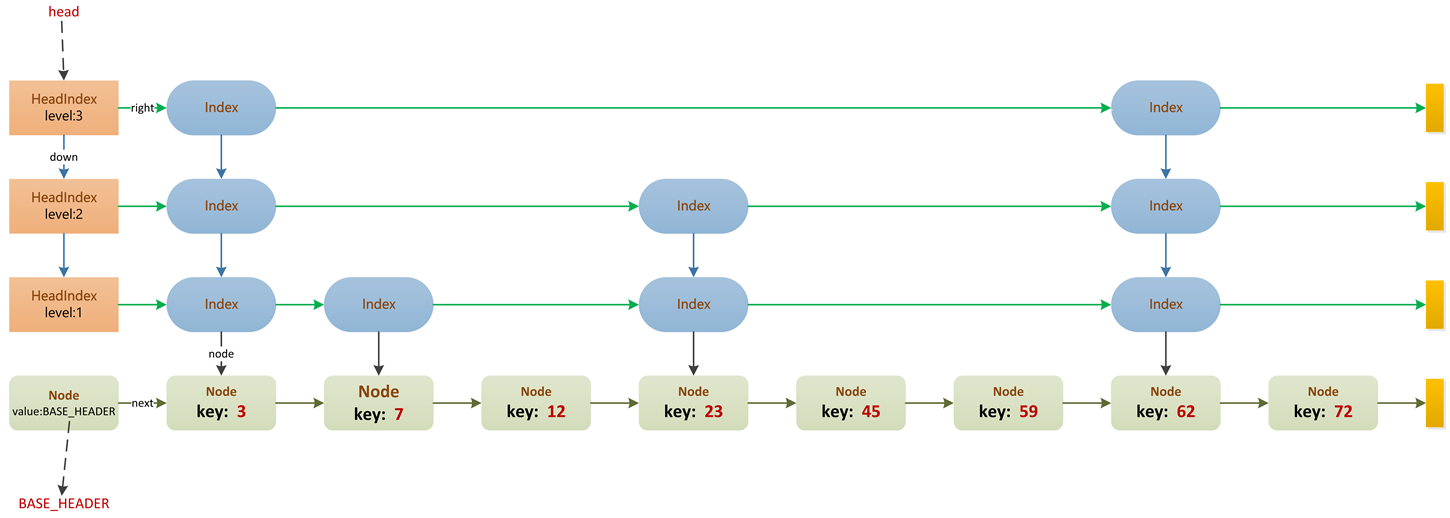 head
HeadIndex
level:3
right
Index
Index
down
HeadIndex
level:2
Index
Index
Index
HeadIndex
level:1
Index
Index
Index
Index
node
Node
value:BASE_HEADER
next
Node
key: 3
Node
key: 7
Node
key: 12
Node
key: 23
Node
key: 45
Node
key: 59
Node
key: 62
Node
key: 72
BASE_HEADER